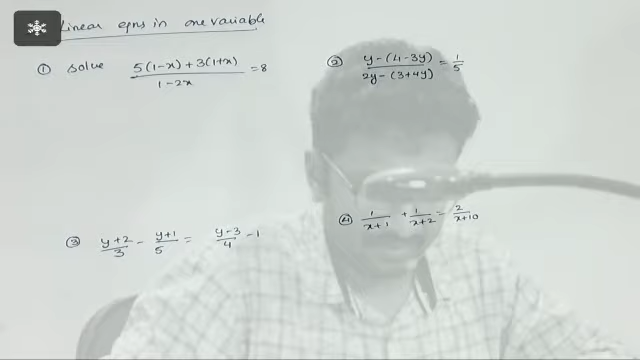 Linear eqns in one variable
① solve (5(1-x) + 3(1+x))/(1-2x) = 8
② (y-(4-3y))/(2y-(3+4y)) = 1/5
③ (y+2)/3 - (y+1)/5 = (y-3)/4 - 1
④ 1/(x+1) + 1/(x+2) = 2/(x+10)